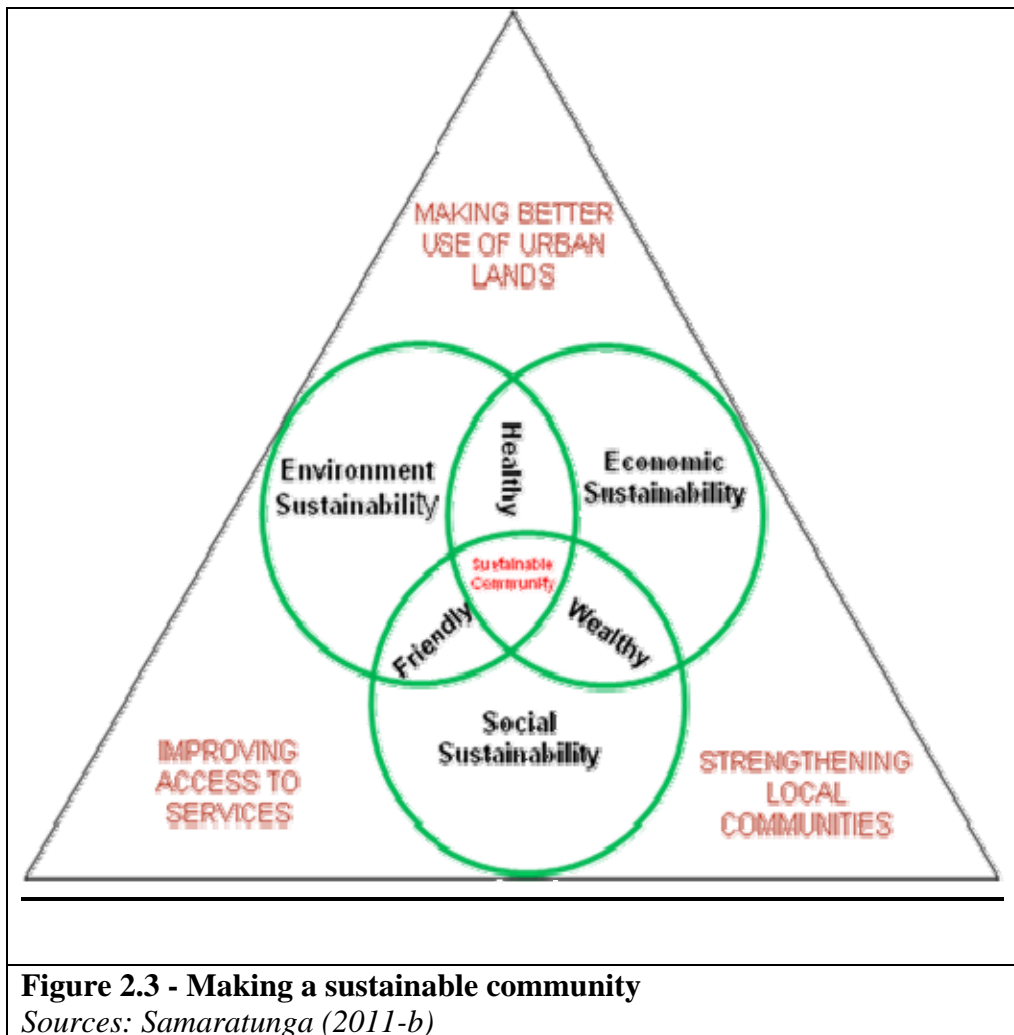 MAKING BETTER
USE OF URBAN
LANDS
Environment
Sustainability
Healthy
Economic
Sustainability
Sustainable
Community
Friendly
Wealthy
Social
Sustainability
IMPROVING
ACCESS TO
SERVICES
STRENGTHENING
LOCAL
COMMUNITIES
Figure 2.3 - Making a sustainable community
Sources: Samaratunga (2011-b)